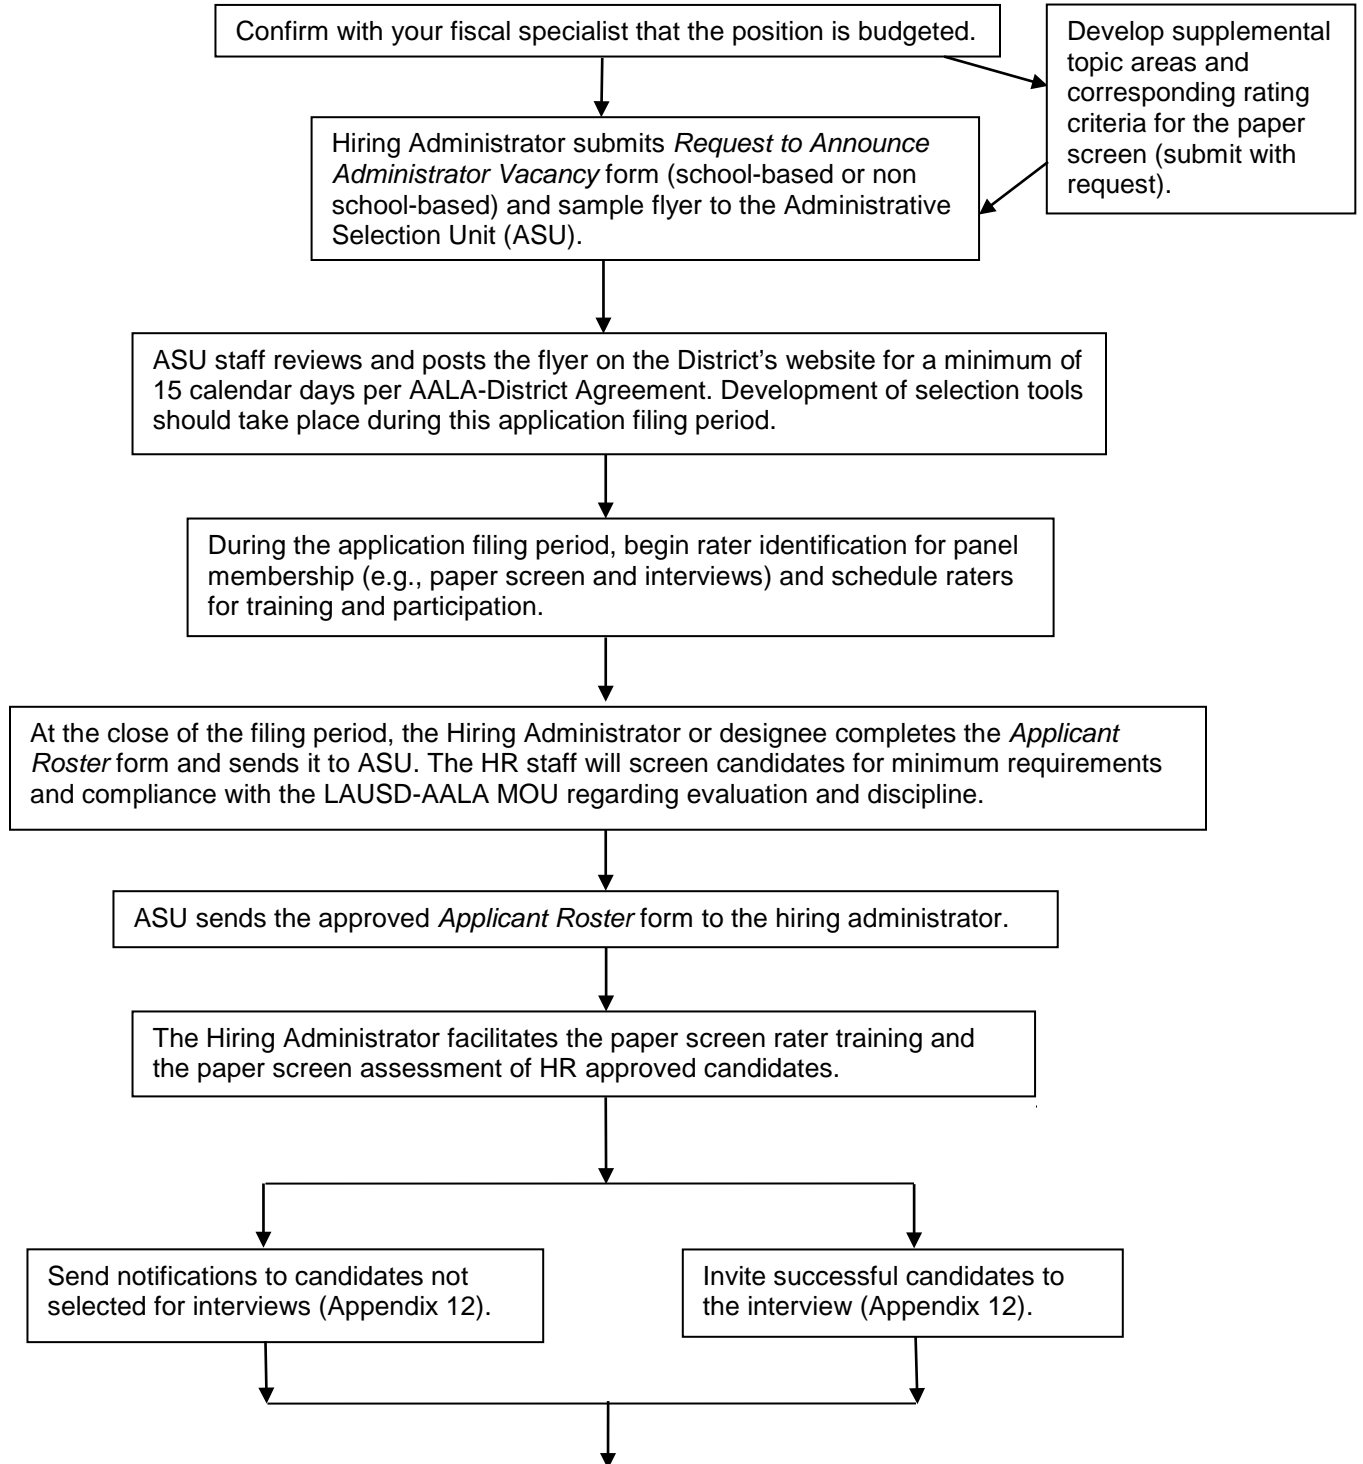 Confirm with your fiscal specialist that the position is budgeted.
Develop supplemental
topic areas and
corresponding rating
criteria for the paper
screen (submit with
request).
Hiring Administrator submits Request to Announce
Administrator Vacancy form (school-based or non
school-based) and sample flyer to the Administrative
Selection Unit (ASU).
ASU staff reviews and posts the flyer on the District’s website for a minimum of
15 calendar days per AALA-District Agreement. Development of selection tools
should take place during this application filing period.
During the application filing period, begin rater identification for panel
membership (e.g., paper screen and interviews) and schedule raters
for training and participation.
At the close of the filing period, the Hiring Administrator or designee completes the Applicant
Roster form and sends it to ASU. The HR staff will screen candidates for minimum requirements
and compliance with the LAUSD-AALA MOU regarding evaluation and discipline.
ASU sends the approved Applicant Roster form to the hiring administrator.
The Hiring Administrator facilitates the paper screen rater training and
the paper screen assessment of HR approved candidates.
Send notifications to candidates not
selected for interviews (Appendix 12).
Invite successful candidates to
the interview (Appendix 12).